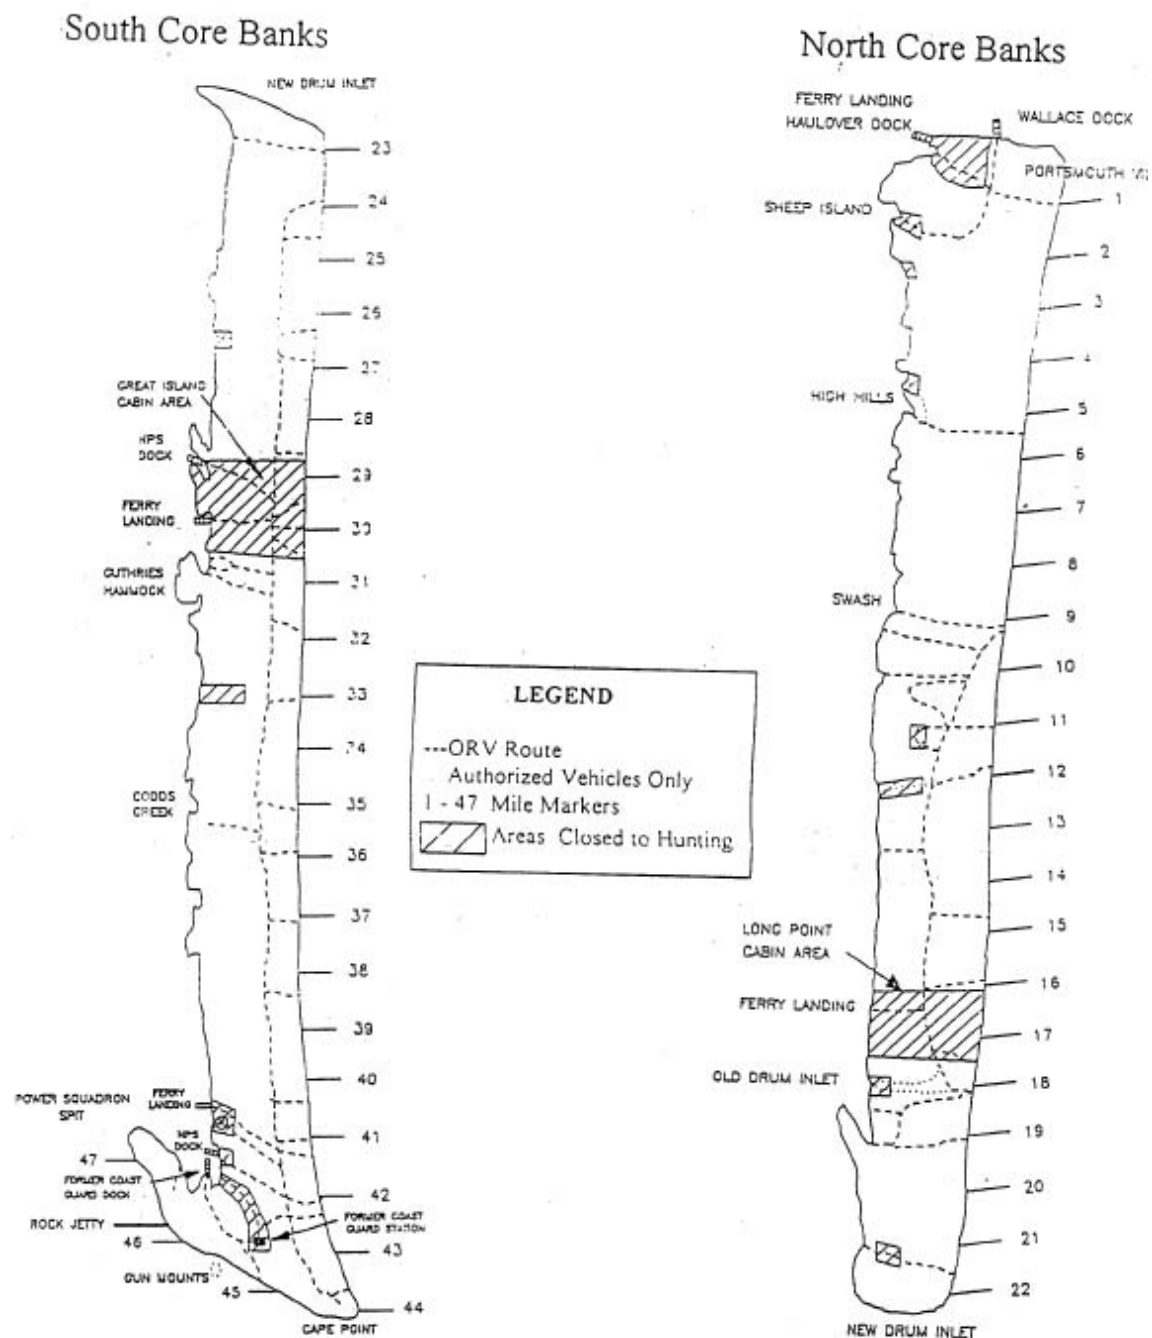 South Core Banks
NEW DRUM INLET
23
24
25
26
27
GREAT ISLAND
CABIN AREA
28
NPS
DOCK
29
FERRY
LANDING
30
GUTHRIES
HAMMOCK
31
32
33
34
CODDS
CREEK
35
36
37
38
39
40
FERRY
LANDING
POWER SQUADRON
SPIT
41
NPS
DOCK
47
FORMER COAST
GUARD DOCK
42
ROCK JETTY
FORMER COAST
GUARD STATION
46
43
GUN MOUNTS
45
44
CAPE POINT
LEGEND
---ORV Route
Authorized Vehicles Only
1 - 47 Mile Markers
Areas Closed to Hunting
North Core Banks
FERRY LANDING
HAULOVER DOCK
WALLACE DOCK
PORTSMOUTH
1
SHEEP ISLAND
2
3
4
HIGH HILLS
5
6
7
8
SWASH
9
10
11
12
13
14
15
LONG POINT
CABIN AREA
16
FERRY LANDING
17
OLD DRUM INLET
18
19
20
21
22
NEW DRUM INLET